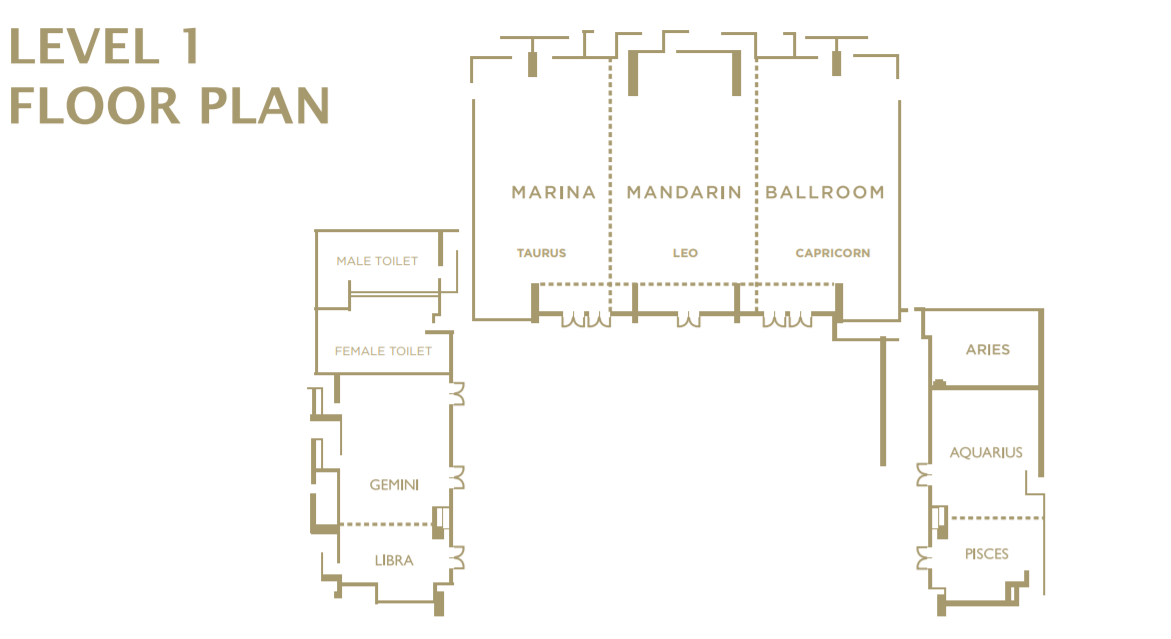 LEVEL 1
FLOOR PLAN
MARINA MANDARIN BALLROOM
TAURUS LEO CAPRICORN
MALE TOILET
FEMALE TOILET
ARIES
AQUARIUS
GEMINI
PISCES
LIBRA